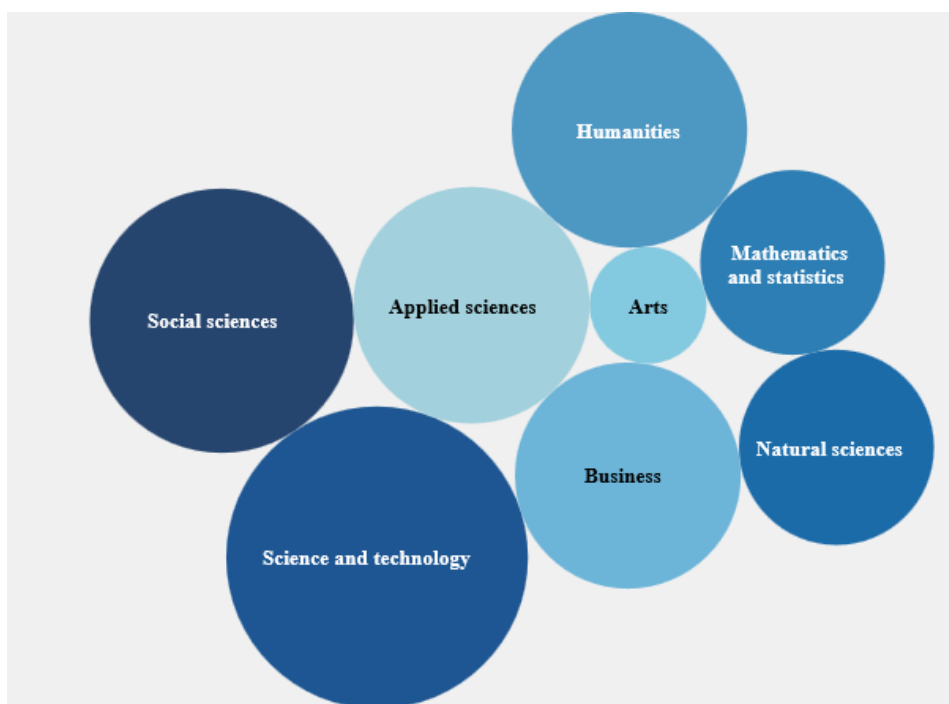 Humanities
Mathematics
and statistics
Social sciences
Applied sciences
Arts
Business
Natural sciences
Science and technology